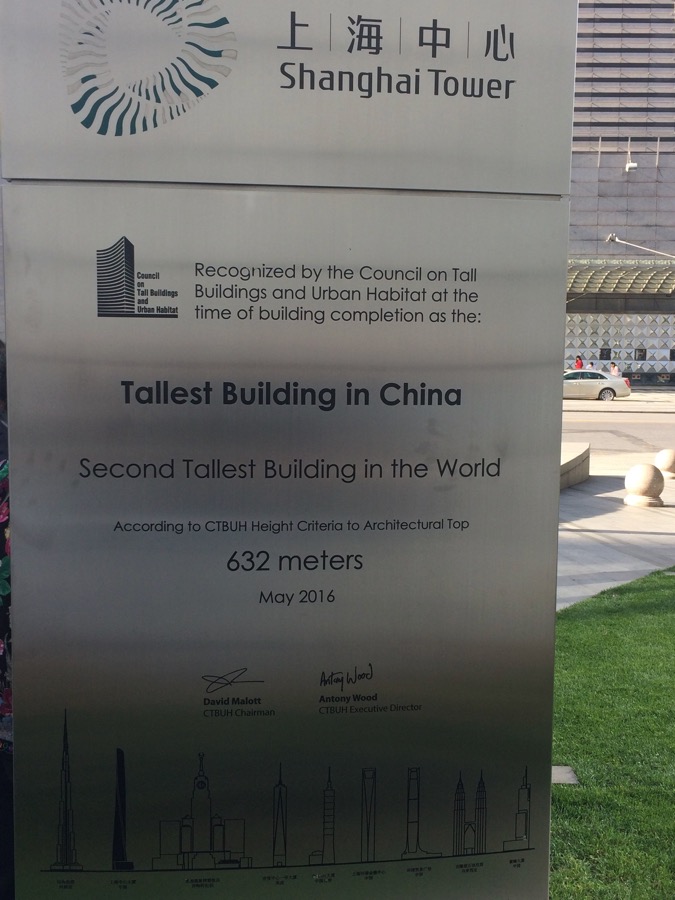 上海中心
Shanghai Tower
Council
on
Tall Buildings
and
Urban Habitat
Recognized by the Council on Tall
Buildings and Urban Habitat at the
time of building completion as the:
Tallest Building in China
Second Tallest Building in the World
According to CTBUH Height Criteria to Architectural Top
632 meters
May 2016
Antony Wood
David Malott
CTBUH Chairman
Antony Wood
CTBUH Executive Director